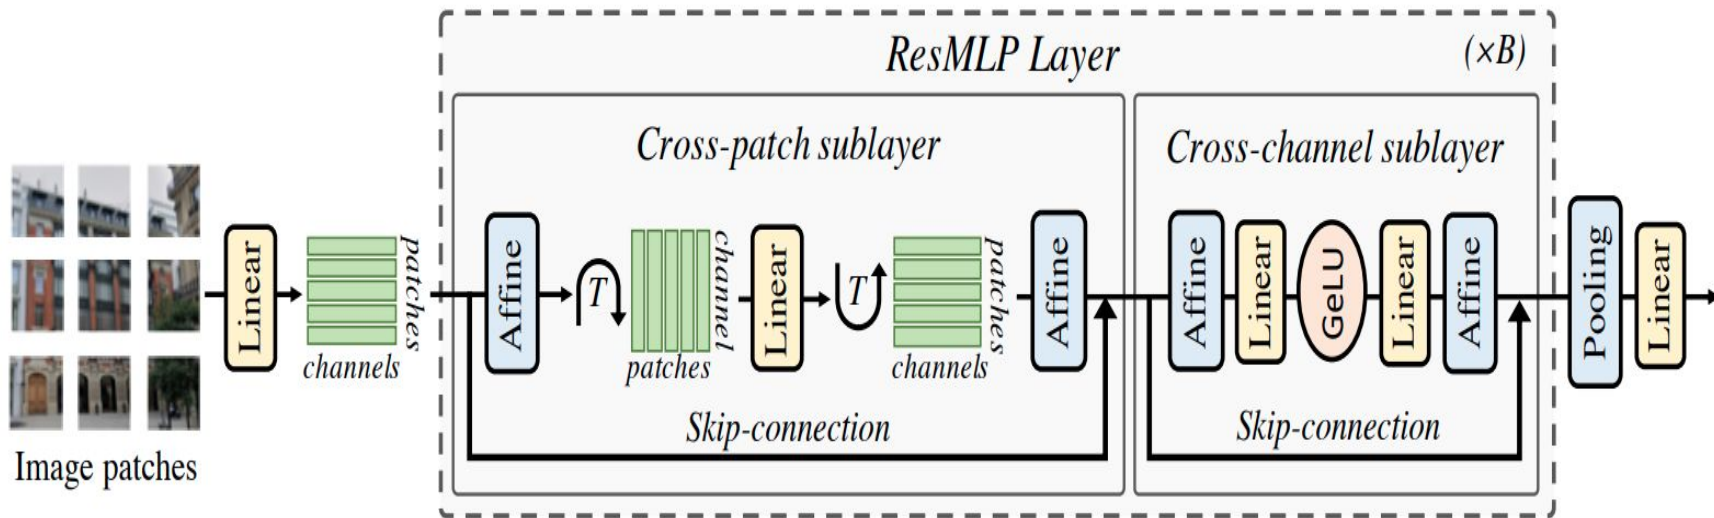 ResMLP Layer
(×B)
Cross-patch sublayer
Cross-channel sublayer
Image patches
Linear
patches
channels
Affine
T
channel
patches
Linear
T
patches
channels
Affine
Skip-connection
Affine
Linear
GeLU
Linear
Affine
Skip-connection
Pooling
Linear